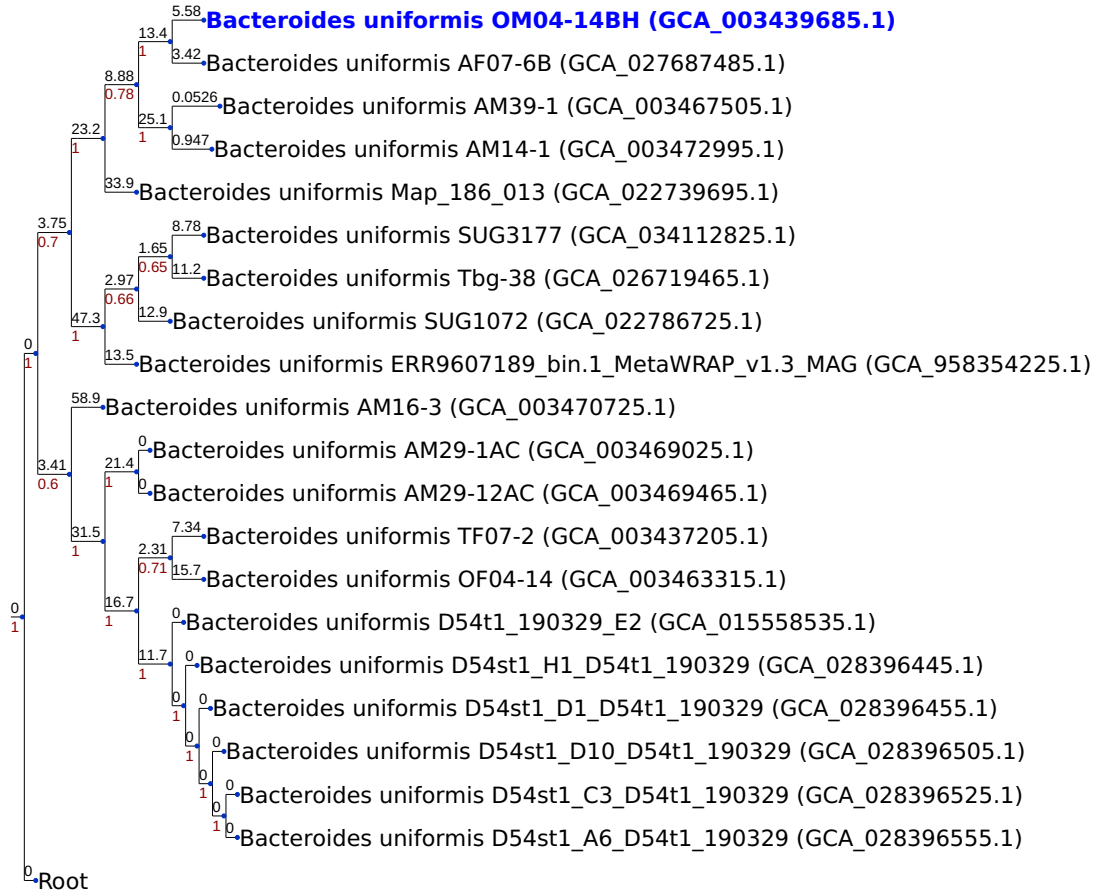 5.58
Bacteroides uniformis OM04-14BH (GCA_003439685.1)
13.4
1
3.42
Bacteroides uniformis AF07-6B (GCA_027687485.1)
8.88
0.78
0.0526
Bacteroides uniformis AM39-1 (GCA_003467505.1)
25.1
1
23.2
1
0.947
Bacteroides uniformis AM14-1 (GCA_003472995.1)
33.9
Bacteroides uniformis Map_186_013 (GCA_022739695.1)
3.75
0.7
8.78
Bacteroides uniformis SUG3177 (GCA_034112825.1)
1.65
0.65
11.2
Bacteroides uniformis Tbg-38 (GCA_026719465.1)
2.97
0.66
12.9
Bacteroides uniformis SUG1072 (GCA_022786725.1)
47.3
1
13.5
Bacteroides uniformis ERR9607189_bin.1_MetaWRAP_v1.3_MAG (GCA_958354225.1)
0
1
58.9
Bacteroides uniformis AM16-3 (GCA_003470725.1)
0
Bacteroides uniformis AM29-1AC (GCA_003469025.1)
3.41
0.6
21.4
1
0
Bacteroides uniformis AM29-12AC (GCA_003469465.1)
31.5
1
7.34
Bacteroides uniformis TF07-2 (GCA_003437205.1)
2.31
0.71
15.7
Bacteroides uniformis OF04-14 (GCA_003463315.1)
16.7
1
0
1
0
Bacteroides uniformis D54t1_190329_E2 (GCA_015558535.1)
11.7
1
0
Bacteroides uniformis D54st1_H1_D54t1_190329 (GCA_028396445.1)
0
1
0
Bacteroides uniformis D54st1_D1_D54t1_190329 (GCA_028396455.1)
0
1
0
Bacteroides uniformis D54st1_D10_D54t1_190329 (GCA_028396505.1)
0
1
0
Bacteroides uniformis D54st1_C3_D54t1_190329 (GCA_028396525.1)
0
1
0
Bacteroides uniformis D54st1_A6_D54t1_190329 (GCA_028396555.1)
0
Root